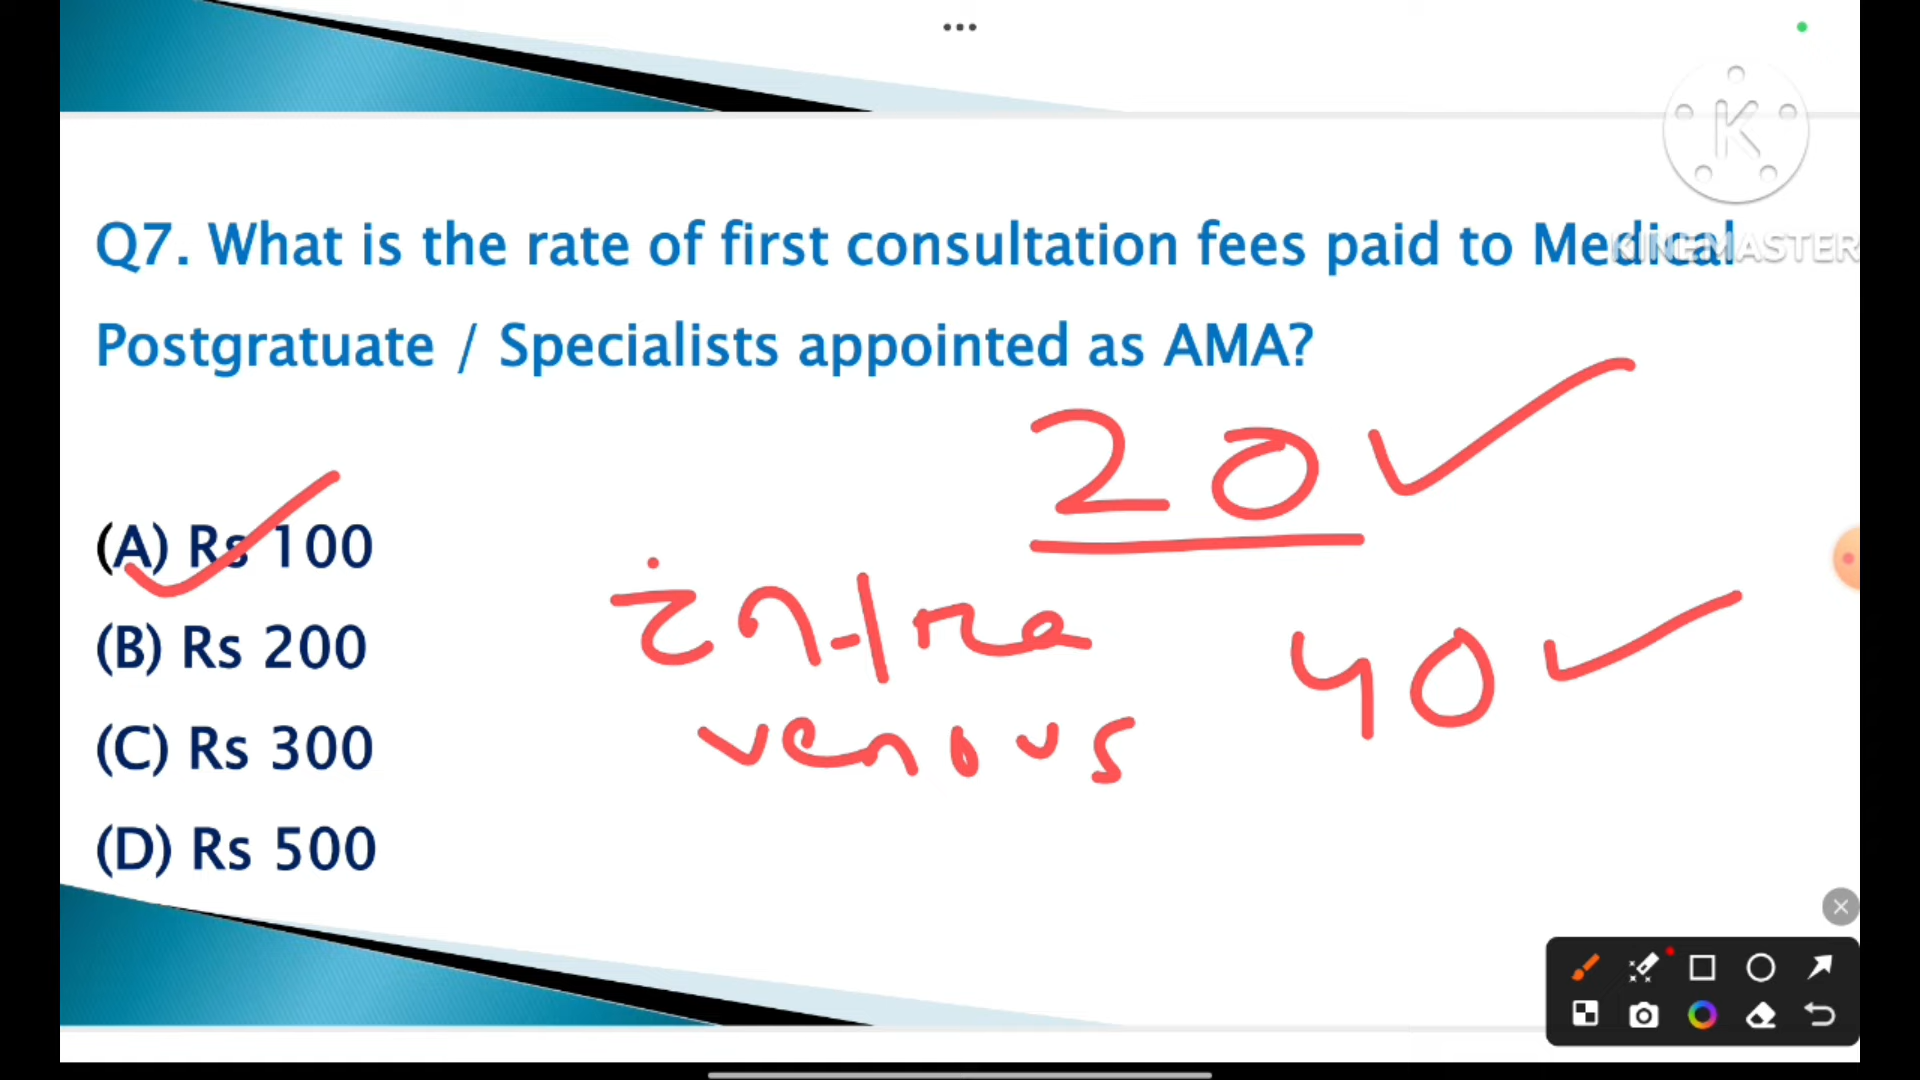 KINEMASTER
Q7. What is the rate of first consultation fees paid to Medical
Postgratuate / Specialists appointed as AMA?
20
(A) Rs 100
intra
40
(B) Rs 200
venous
(C) Rs 300
(D) Rs 500